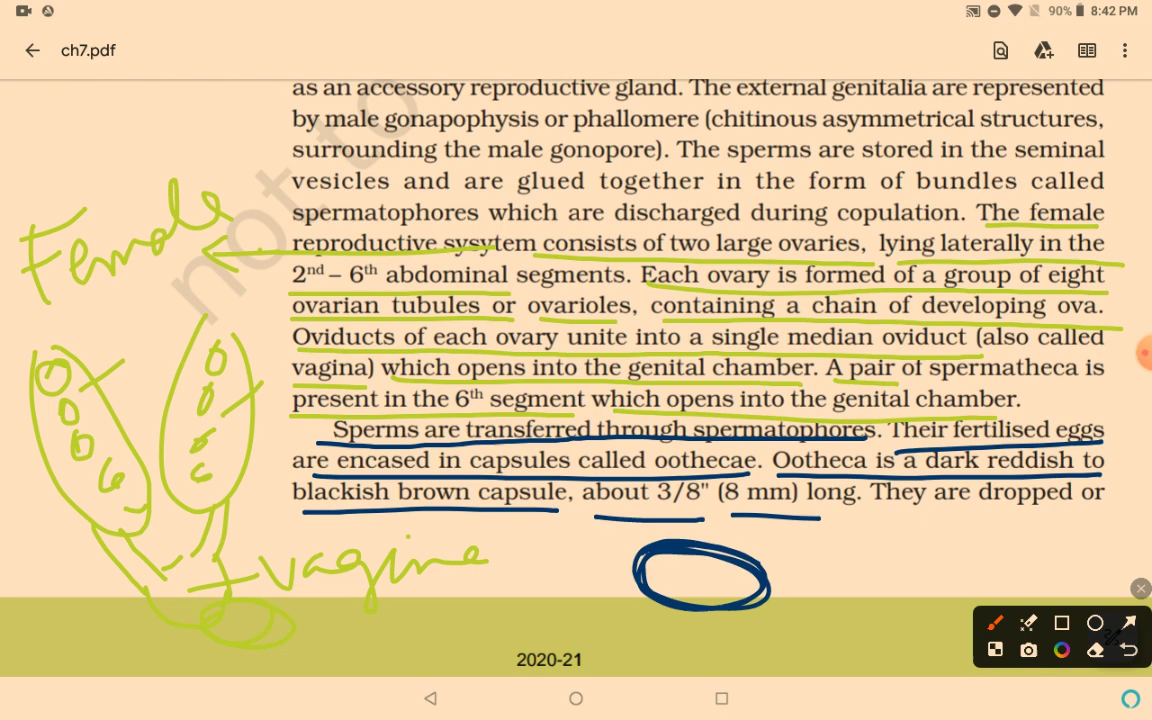 90% 8:42 PM
ch7.pdf
as an accessory reproductive gland. The external genitalia are represented
by male gonapophysis or phallomere (chitinous asymmetrical structures,
surrounding the male gonopore). The sperms are stored in the seminal
vesicles and are glued together in the form of bundles called
spermatophores which are discharged during copulation. The female
reproductive sysytem consists of two large ovaries, lying laterally in the
2nd – 6th abdominal segments. Each ovary is formed of a group of eight
ovarian tubules or ovarioles, containing a chain of developing ova.
Oviducts of each ovary unite into a single median oviduct (also called
vagina) which opens into the genital chamber. A pair of spermatheca is
present in the 6th segment which opens into the genital chamber.
Sperms are transferred through spermatophores. Their fertilised eggs
are encased in capsules called oothecae. Ootheca is a dark reddish to
blackish brown capsule, about 3/8" (8 mm) long. They are dropped or
not to
Female
vagine
2020-21